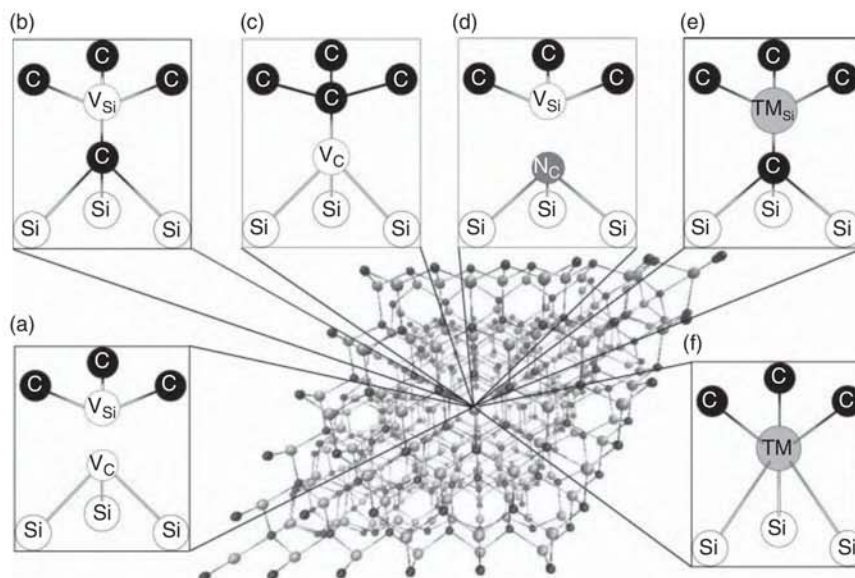 (b)
C
C C
V_Si
C
Si Si Si
(c)
C
C C C
V_C
Si Si Si
(d)
C
C C
V_Si
N_C
Si Si Si
(e)
C
C C
TM_Si
C
Si Si Si
(a)
C
C C
V_Si
V_C
Si Si Si
(f)
C
C C
TM
Si Si Si